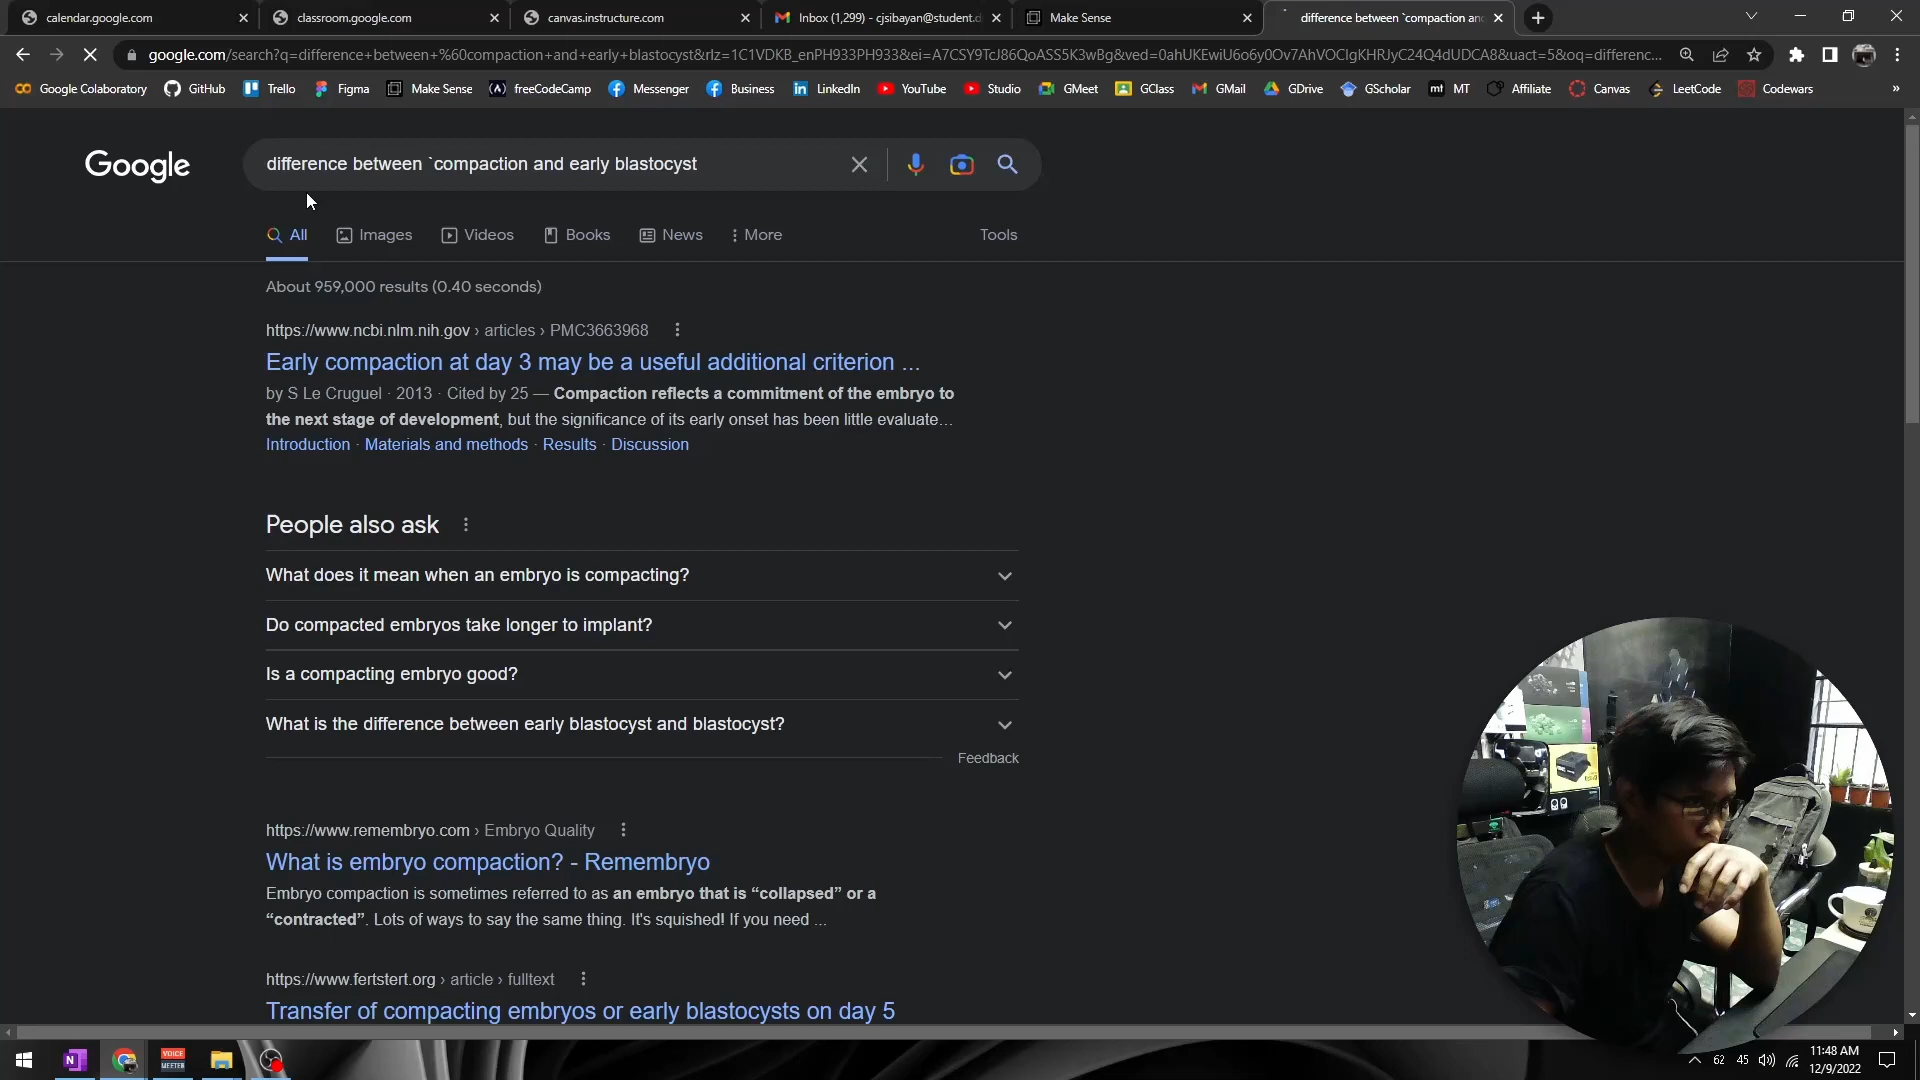 calendar.google.com
classroom.google.com
canvas.instructure.com
Inbox (1,299) - cjsibayan@student.d
Make Sense
difference between `compaction an
google.com/search?q=difference+between+%60compaction+and+early+blastocyst&rlz=1C1VDKB_enPH933PH933&ei=A7CSY9TcJ86QoASS5K3wBg&ved=0ahUKEwiU6o6y0Ov7AhVOCIgKHRJyC24Q4dUDCA8&uact=5&oq=differenc...
Google Colaboratory GitHub Trello Figma Make Sense freeCodeCamp Messenger Business LinkedIn YouTube Studio GMeet GClass GMail GDrive GScholar MT Affiliate Canvas LeetCode Codewars »
Google
difference between `compaction and early blastocyst
All Images Videos Books News More Tools
About 959,000 results (0.40 seconds)
https://www.ncbi.nlm.nih.gov › articles › PMC3663968
Early compaction at day 3 may be a useful additional criterion ...
by S Le Cruguel · 2013 · Cited by 25 — Compaction reflects a commitment of the embryo to
the next stage of development, but the significance of its early onset has been little evaluate...
Introduction · Materials and methods · Results · Discussion
People also ask
What does it mean when an embryo is compacting?
Do compacted embryos take longer to implant?
Is a compacting embryo good?
What is the difference between early blastocyst and blastocyst?
Feedback
https://www.remembryo.com › Embryo Quality
What is embryo compaction? - Remembryo
Embryo compaction is sometimes referred to as an embryo that is “collapsed” or a
“contracted”. Lots of ways to say the same thing. It's squished! If you need ...
https://www.fertstert.org › article › fulltext
Transfer of compacting embryos or early blastocysts on day 5
VOICE
MEETER
62 45
11:48 AM
12/9/2022